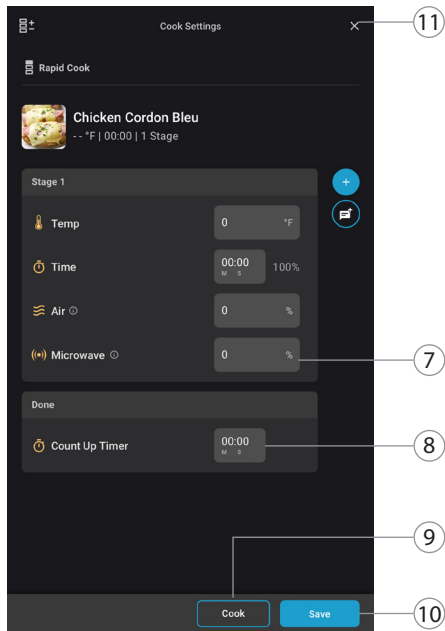 Cook Settings
11
Rapid Cook
Chicken Cordon Bleu
- - °F | 00:00 | 1 Stage
Stage 1
Temp 0 °F
Time 00:00 100%
M S
Air 0 %
Microwave 0 %
7
Done
Count Up Timer 00:00
M S
8
9
Cook Save
10